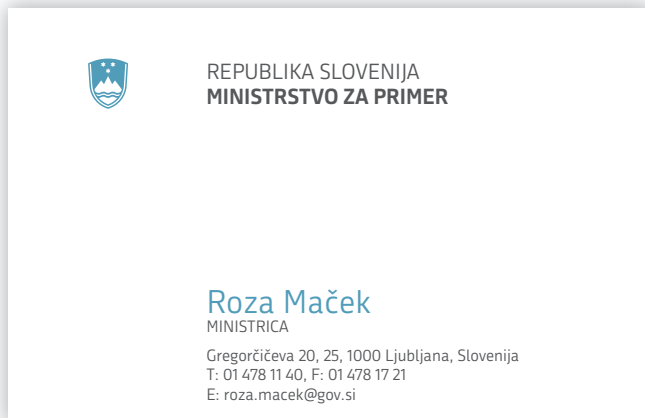 REPUBLIKA SLOVENIJA
MINISTRSTVO ZA PRIMER
Roza Maček
MINISTRICA
Gregorčičeva 20, 25, 1000 Ljubljana, Slovenija
T: 01 478 11 40, F: 01 478 17 21
E: roza.macek@gov.si